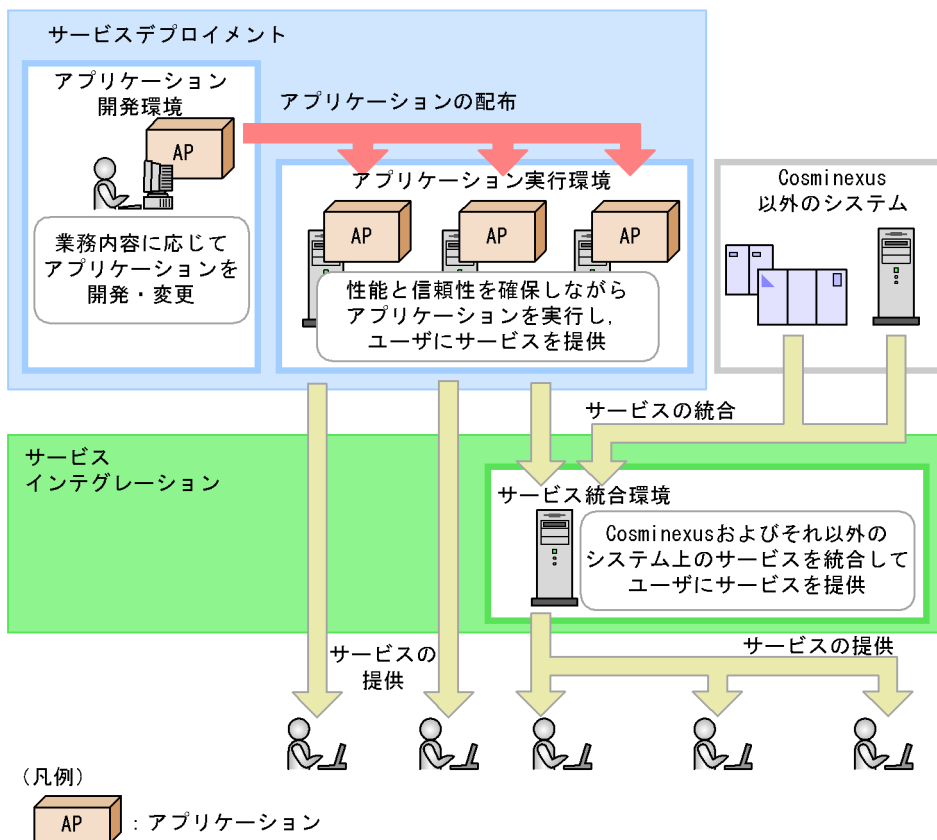 サービスデプロイメント
アプリケーション
開発環境
アプリケーションの配布
AP
アプリケーション実行環境
AP
AP
AP
業務内容に応じて
アプリケーションを
開発・変更
性能と信頼性を確保しながら
アプリケーションを実行し,
ユーザにサービスを提供
Cosminexus
以外のシステム
サービスの統合
サービス
インテグレーション
サービス統合環境
Cosminexusおよびそれ以外の
システム上のサービスを統合して
ユーザにサービスを提供
サービスの
提供
サービスの提供
(凡例)
AP
：アプリケーション